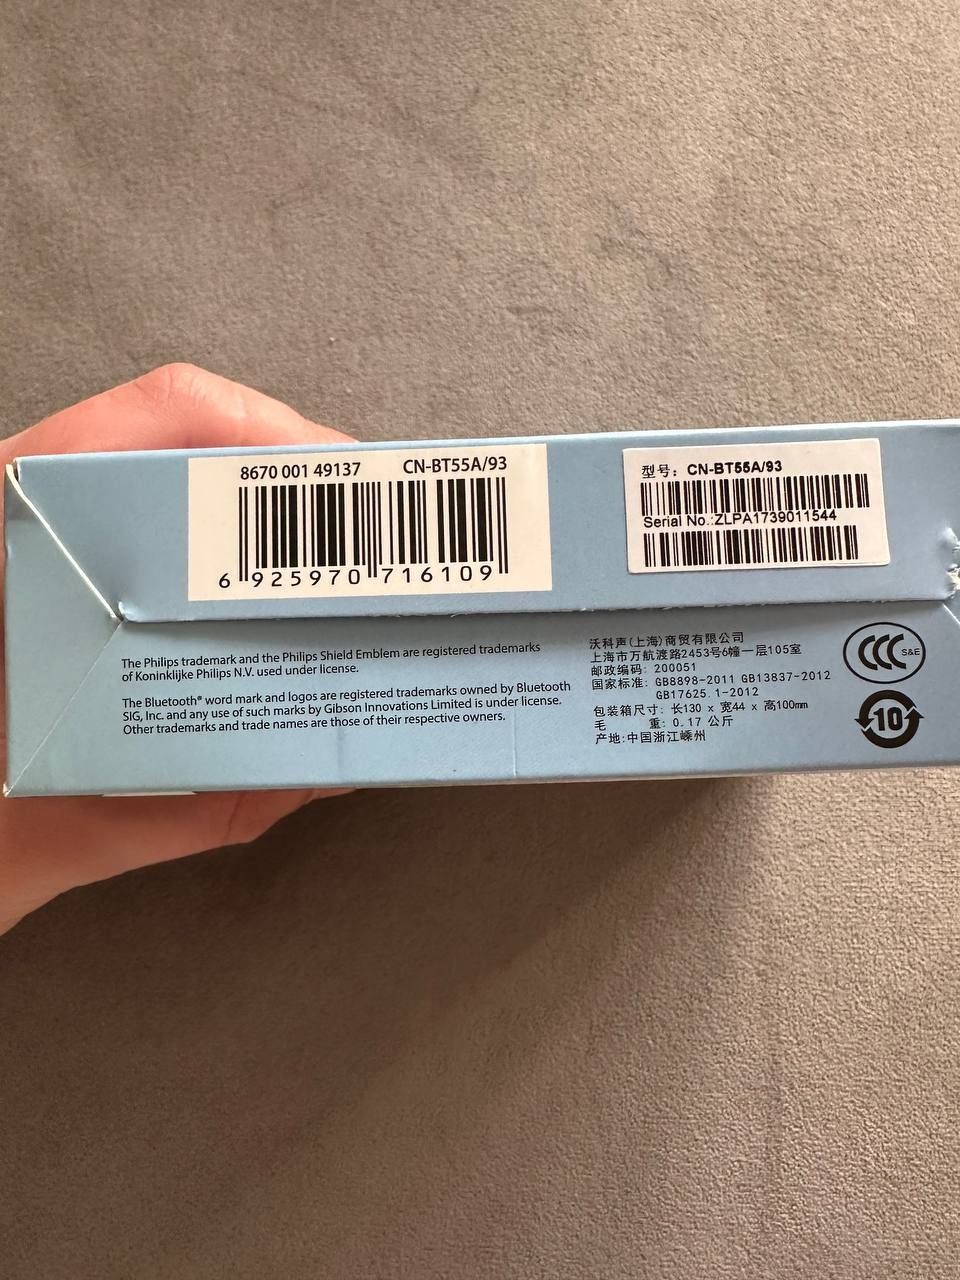 8670 001 49137 CN-BT55A/93
6 925970 716109
型号: CN-BT55A/93
Serial No.:ZLPA1739011544
The Philips trademark and the Philips Shield Emblem are registered trademarks
of Koninklijke Philips N.V. used under license.
The Bluetooth® word mark and logos are registered trademarks owned by Bluetooth
SIG, Inc. and any use of such marks by Gibson Innovations Limited is under license.
Other trademarks and trade names are those of their respective owners.
沃科声(上海)商贸有限公司
上海市万航渡路2453号6幢一层105室
邮政编码: 200051
国家标准: GB8898-2011 GB13837-2012
GB17625.1-2012
包装箱尺寸: 长130 x 宽44 x 高100mm
毛 重: 0.17 公斤
产地:中国浙江嵊州
CCC S&E
10